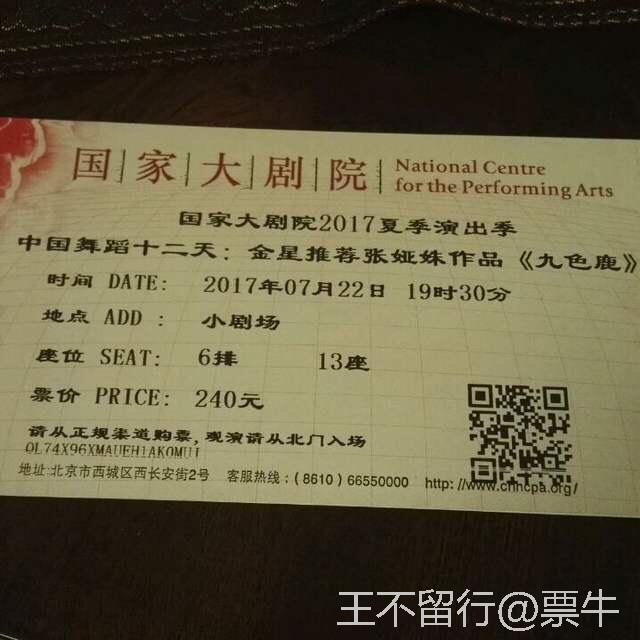 国家大剧院 National Centre for the Performing Arts
国家大剧院2017夏季演出季
中国舞蹈十二天：金星推荐张娅姝作品《九色鹿》
时间 DATE: 2017年07月22日 19时30分
地点 ADD : 小剧场
座位 SEAT: 6排 13座
票价 PRICE: 240元
请从正规渠道购票，观演请从北门入场
OL74X96XMAUEH1AKOMUI
地址:北京市西城区西长安街2号 客服热线：(8610) 66550000 http://www.chncpa.org/
王不留行@票牛